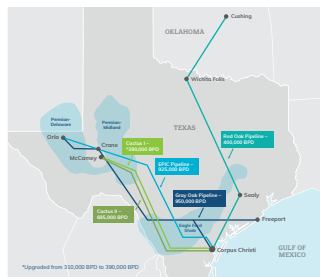 Cushing
OKLAHOMA
Wichita Falls
Permian-
Delaware
Permian-
Midland
TEXAS
Orla
Crane
McCamey
Cactus I –
*390,000 BPD
Red Oak Pipeline –
400,000 BPD
EPIC Pipeline –
925,000 BPD
Gray Oak Pipeline –
950,000 BPD
Sealy
Cactus II –
695,000 BPD
Freeport
Eagle Ford
Shale
Corpus Christi
GULF OF
MEXICO
*Upgraded from 310,000 BPD to 390,000 BPD